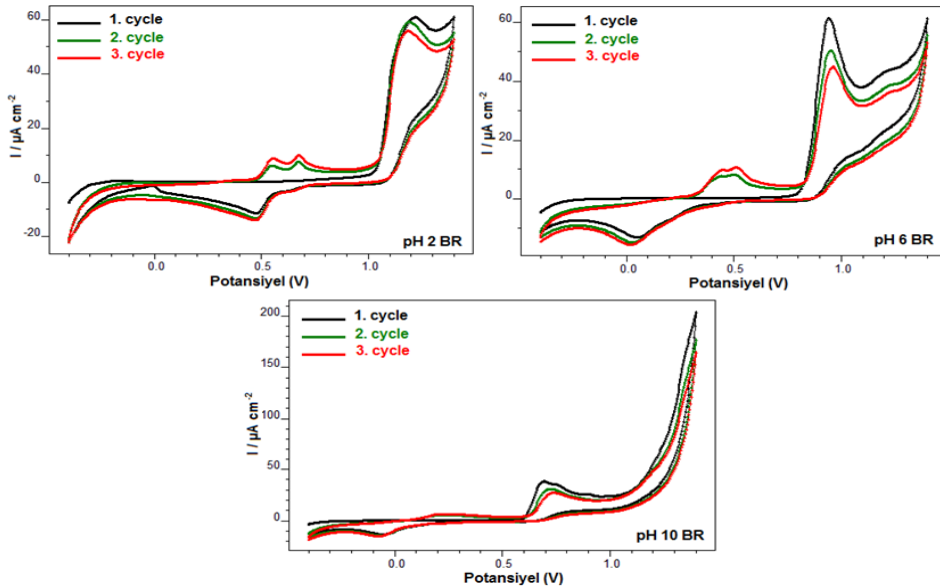 60
40
20
0
-20
I / µA cm⁻²
1. cycle
2. cycle
3. cycle
pH 2 BR
0.0 0.5 1.0
Potansiyel (V)
60
40
20
0
I / µA cm⁻²
1. cycle
2. cycle
3. cycle
pH 6 BR
0.0 0.5 1.0
Potansiyel (V)
200
150
100
50
0
I / µA cm⁻²
1. cycle
2. cycle
3. cycle
pH 10 BR
0.0 0.5 1.0
Potansiyel (V)